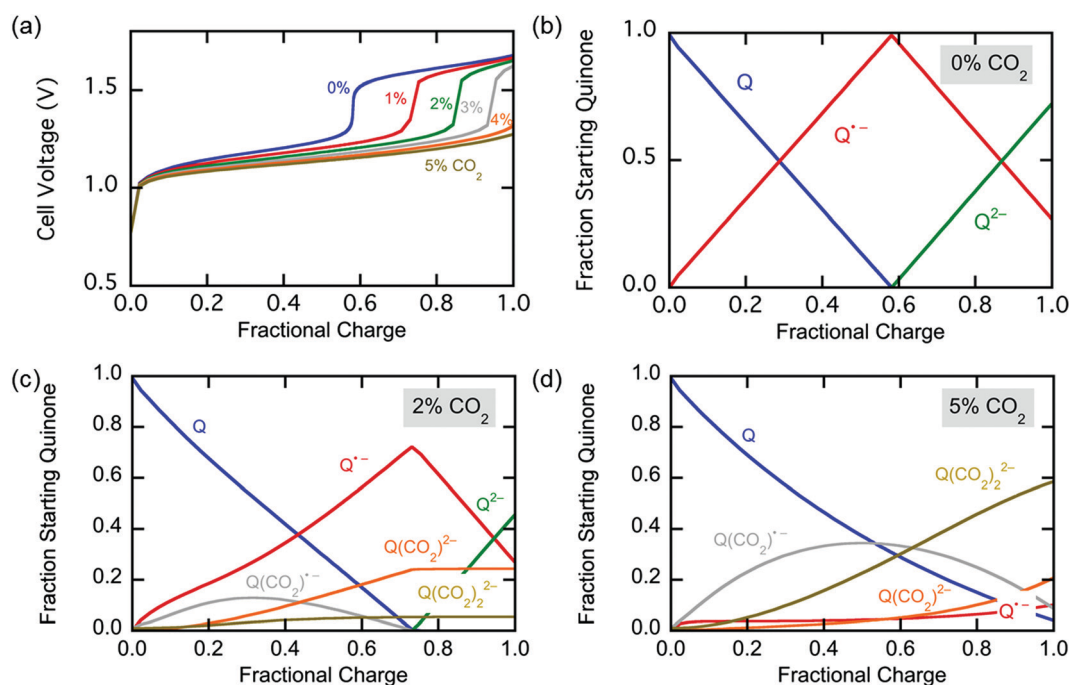 (a)
Cell Voltage (V)
1.5
1.0
0.5
0%
1%
2%
3%
4%
5% CO₂
0.0 0.2 0.4 0.6 0.8 1.0
Fractional Charge
(b)
Fraction Starting Quinone
1.0
0.5
0.0
0% CO₂
Q
Q•−
Q²⁻
0.0 0.2 0.4 0.6 0.8 1.0
Fractional Charge
(c)
Fraction Starting Quinone
1.0
0.8
0.6
0.4
0.2
0.0
2% CO₂
Q
Q•−
Q²⁻
Q(CO₂)²⁻
Q(CO₂)•−
Q(CO₂)₂²⁻
0.0 0.2 0.4 0.6 0.8 1.0
Fractional Charge
(d)
Fraction Starting Quinone
1.0
0.8
0.6
0.4
0.2
0.0
5% CO₂
Q
Q(CO₂)₂²⁻
Q(CO₂)•−
Q(CO₂)²⁻
Q•−
0.0 0.2 0.4 0.6 0.8 1.0
Fractional Charge